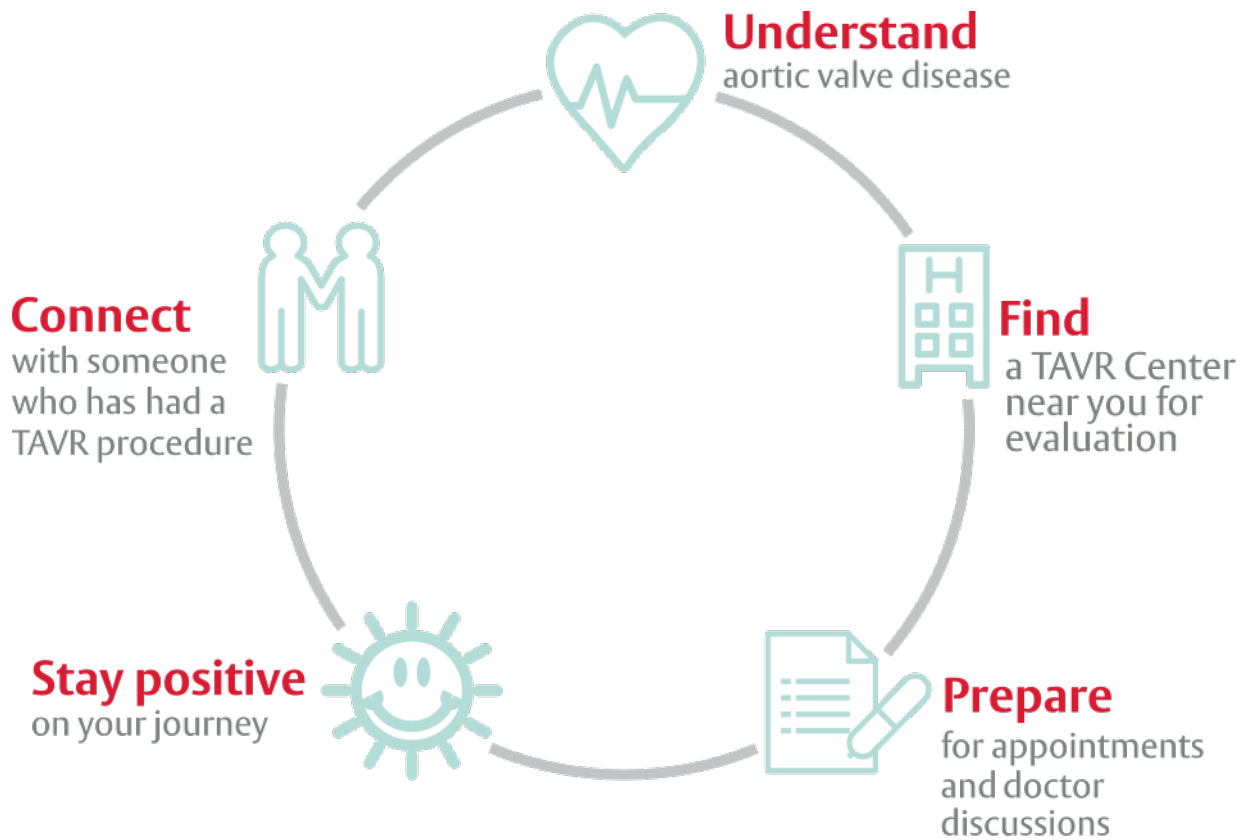 Understand
aortic valve disease
Find
a TAVR Center
near you for
evaluation
Prepare
for appointments
and doctor
discussions
Stay positive
on your journey
Connect
with someone
who has had a
TAVR procedure
H